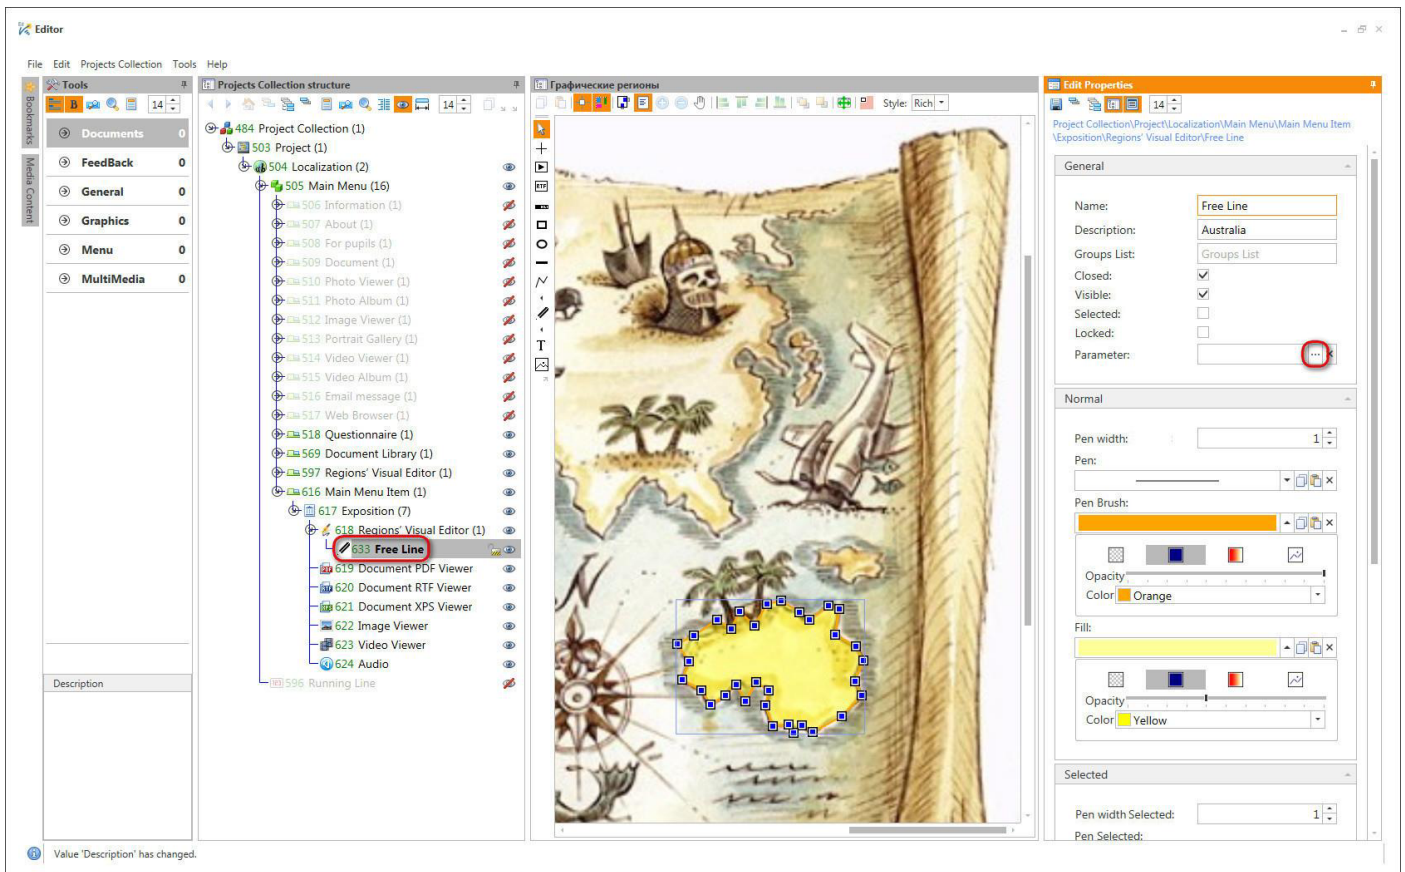 Editor
File Edit Projects Collection Tools Help
Bookmarks
Media Content
Tools
B 14
Documents 0
FeedBack 0
General 0
Graphics 0
Menu 0
MultiMedia 0
Description
Projects Collection structure
14
484 Project Collection (1)
503 Project (1)
504 Localization (2)
505 Main Menu (16)
506 Information (1)
507 About (1)
508 For pupils (1)
509 Document (1)
510 Photo Viewer (1)
511 Photo Album (1)
512 Image Viewer (1)
513 Portrait Gallery (1)
514 Video Viewer (1)
515 Video Album (1)
516 Email message (1)
517 Web Browser (1)
518 Questionnaire (1)
569 Document Library (1)
597 Regions' Visual Editor (1)
616 Main Menu Item (1)
617 Exposition (7)
618 Regions' Visual Editor (1)
633 Free Line
619 Document PDF Viewer
620 Document RTF Viewer
621 Document XPS Viewer
622 Image Viewer
623 Video Viewer
624 Audio
596 Running Line
Графические регионы
Style: Rich
RTF
T
Edit Properties
14
Project Collection\Project\Localization\Main Menu\Main Menu Item
\Exposition\Regions' Visual Editor\Free Line
General
Name: Free Line
Description: Australia
Groups List: Groups List
Closed:
Visible:
Selected:
Locked:
Parameter: ...
Normal
Pen width: 1
Pen:
Pen Brush:
Opacity
Color Orange
Fill:
Opacity
Color Yellow
Selected
Pen width Selected: 1
Pen Selected:
Value 'Description' has changed.